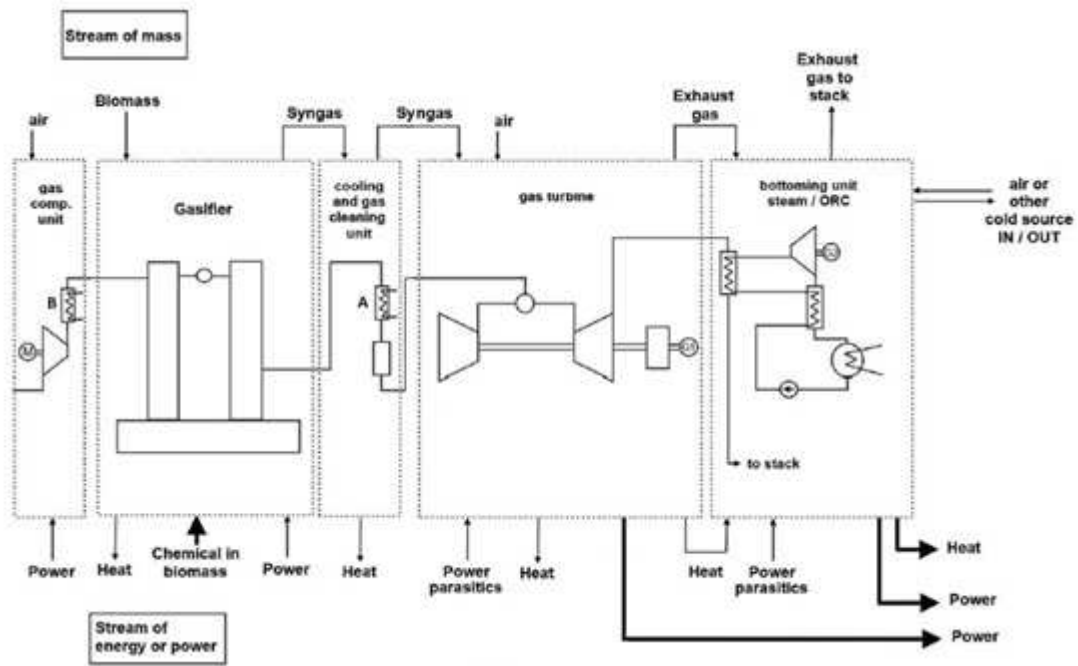 Stream of mass
Exhaust
gas to
stack
Biomass
Syngas
Syngas
Exhaust
gas
air
air
gas
comp.
unit
Gasifier
cooling
and gas
cleaning
unit
gas turbine
bottoming unit
steam / ORC
air or
other
cold source
IN / OUT
B
A
M
to stack
Power
Heat
Chemical in
biomass
Power
Heat
Power
parasitics
Heat
Heat
Power
parasitics
Heat
Power
Power
Stream of
energy or power